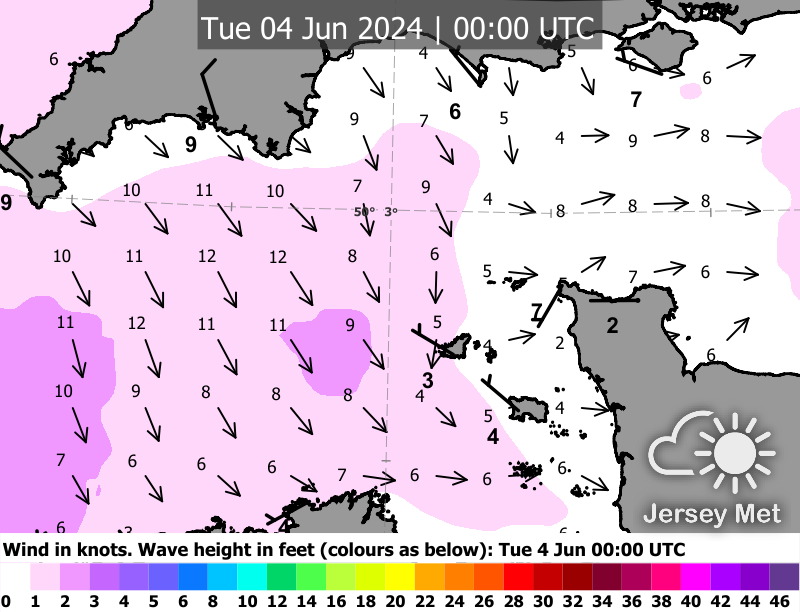 Tue 04 Jun 2024 | 00:00 UTC
6 9 4 5 6 6
6 7
9 9 7 5
6 4 9 8
9 10 11 10 7 9 4 8 8 8
50° 3°
10 11 12 12 8 6 5 7 6
11 12 11 11 9 5 7 2
3 4 2 6
10 9 8 8 8 4 5 4
4
7 6 6 6 7 6 6 6
6
Jersey Met
Wind in knots. Wave height in feet (colours as below): Tue 4 Jun 00:00 UTC
0 1 2 3 4 5 6 8 10 12 14 16 18 20 22 24 26 28 30 32 34 36 38 40 42 44 46